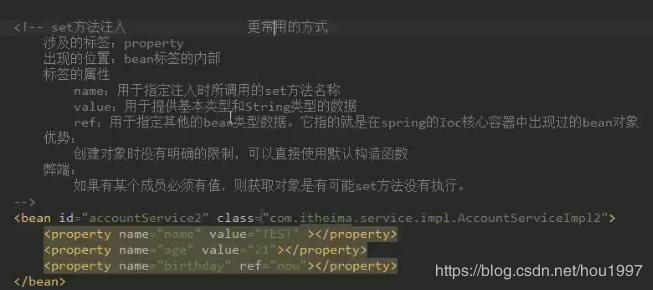 <!-- set方法注入 更常用的方式
涉及的标签：property
出现的位置：bean标签的内部
标签的属性
name：用于指定注入时所调用的set方法名称
value：用于提供基本类型和String类型的数据
ref：用于指定其他的bean类型数据。它指的就是在spring的Ioc核心容器中出现过的bean对象
优势：
创建对象时没有明确的限制，可以直接使用默认构造函数
弊端：
如果有某个成员必须有值，则获取对象是有可能set方法没有执行。
-->
<bean id="accountService2" class="com.itheima.service.impl.AccountServiceImpl2">
<property name="name" value="TEST" ></property>
<property name="age" value="21"></property>
<property name="birthday" ref="now"></property>
</bean>
https://blog.csdn.net/hou1997